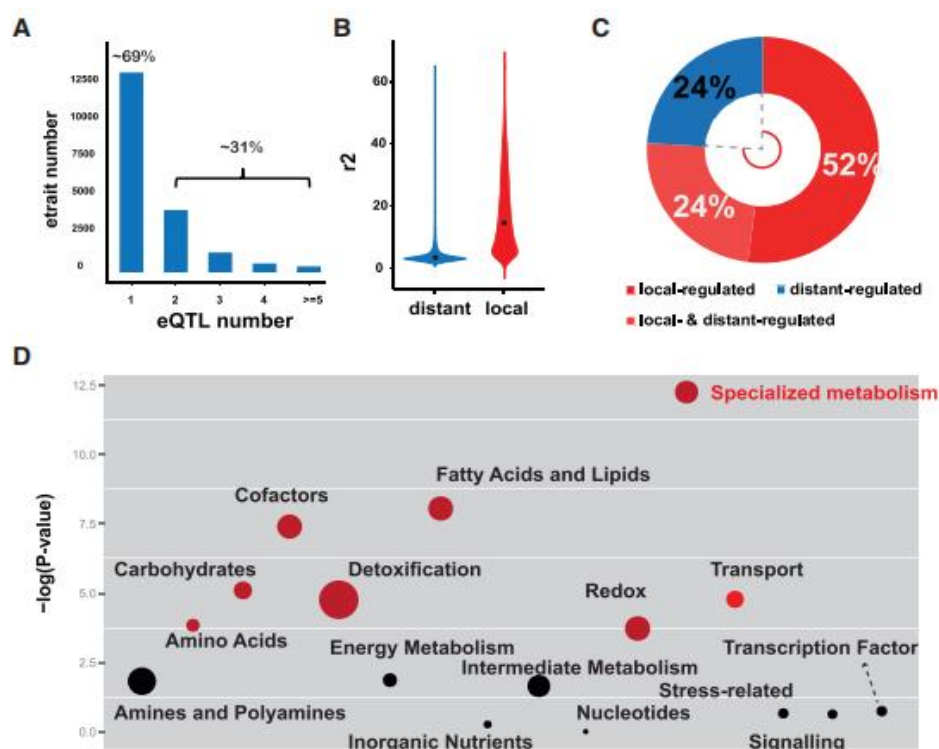 A
~69%
12500
10000
7500
5000
2500
0
~31%
etrait number
1 2 3 4 >=5
eQTL number
B
60
40
20
0
r2
distant local
C
24%
52%
24%
local-regulated distant-regulated
local- & distant-regulated
D
12.5
10.0
7.5
5.0
2.5
0.0
−log(P-value)
Specialized metabolism
Fatty Acids and Lipids
Cofactors
Carbohydrates Detoxification Transport
Redox
Amino Acids
Energy Metabolism Transcription Factor
Intermediate Metabolism
Stress-related
Amines and Polyamines Nucleotides
Inorganic Nutrients Signalling